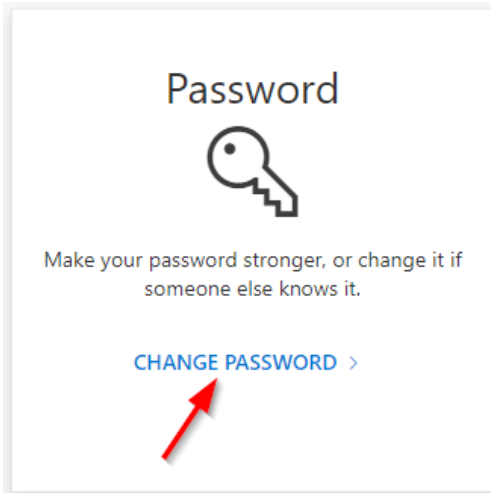 Password
Make your password stronger, or change it if
someone else knows it.
CHANGE PASSWORD >